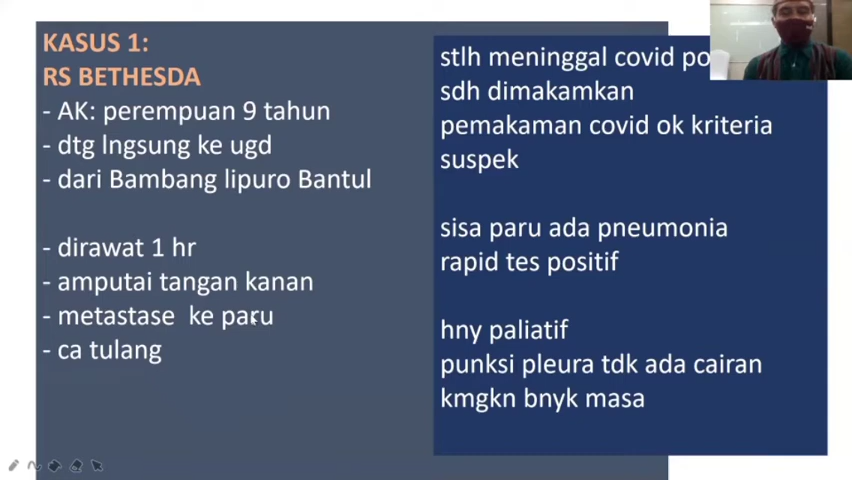 KASUS 1:
RS BETHESDA
- AK: perempuan 9 tahun
- dtg lngsung ke ugd
- dari Bambang lipuro Bantul
- dirawat 1 hr
- amputai tangan kanan
- metastase ke paru
- ca tulang
stlh meninggal covid po
sdh dimakamkan
pemakaman covid ok kriteria
suspek
sisa paru ada pneumonia
rapid tes positif
hny paliatif
punksi pleura tdk ada cairan
kmgkn bnyk masa